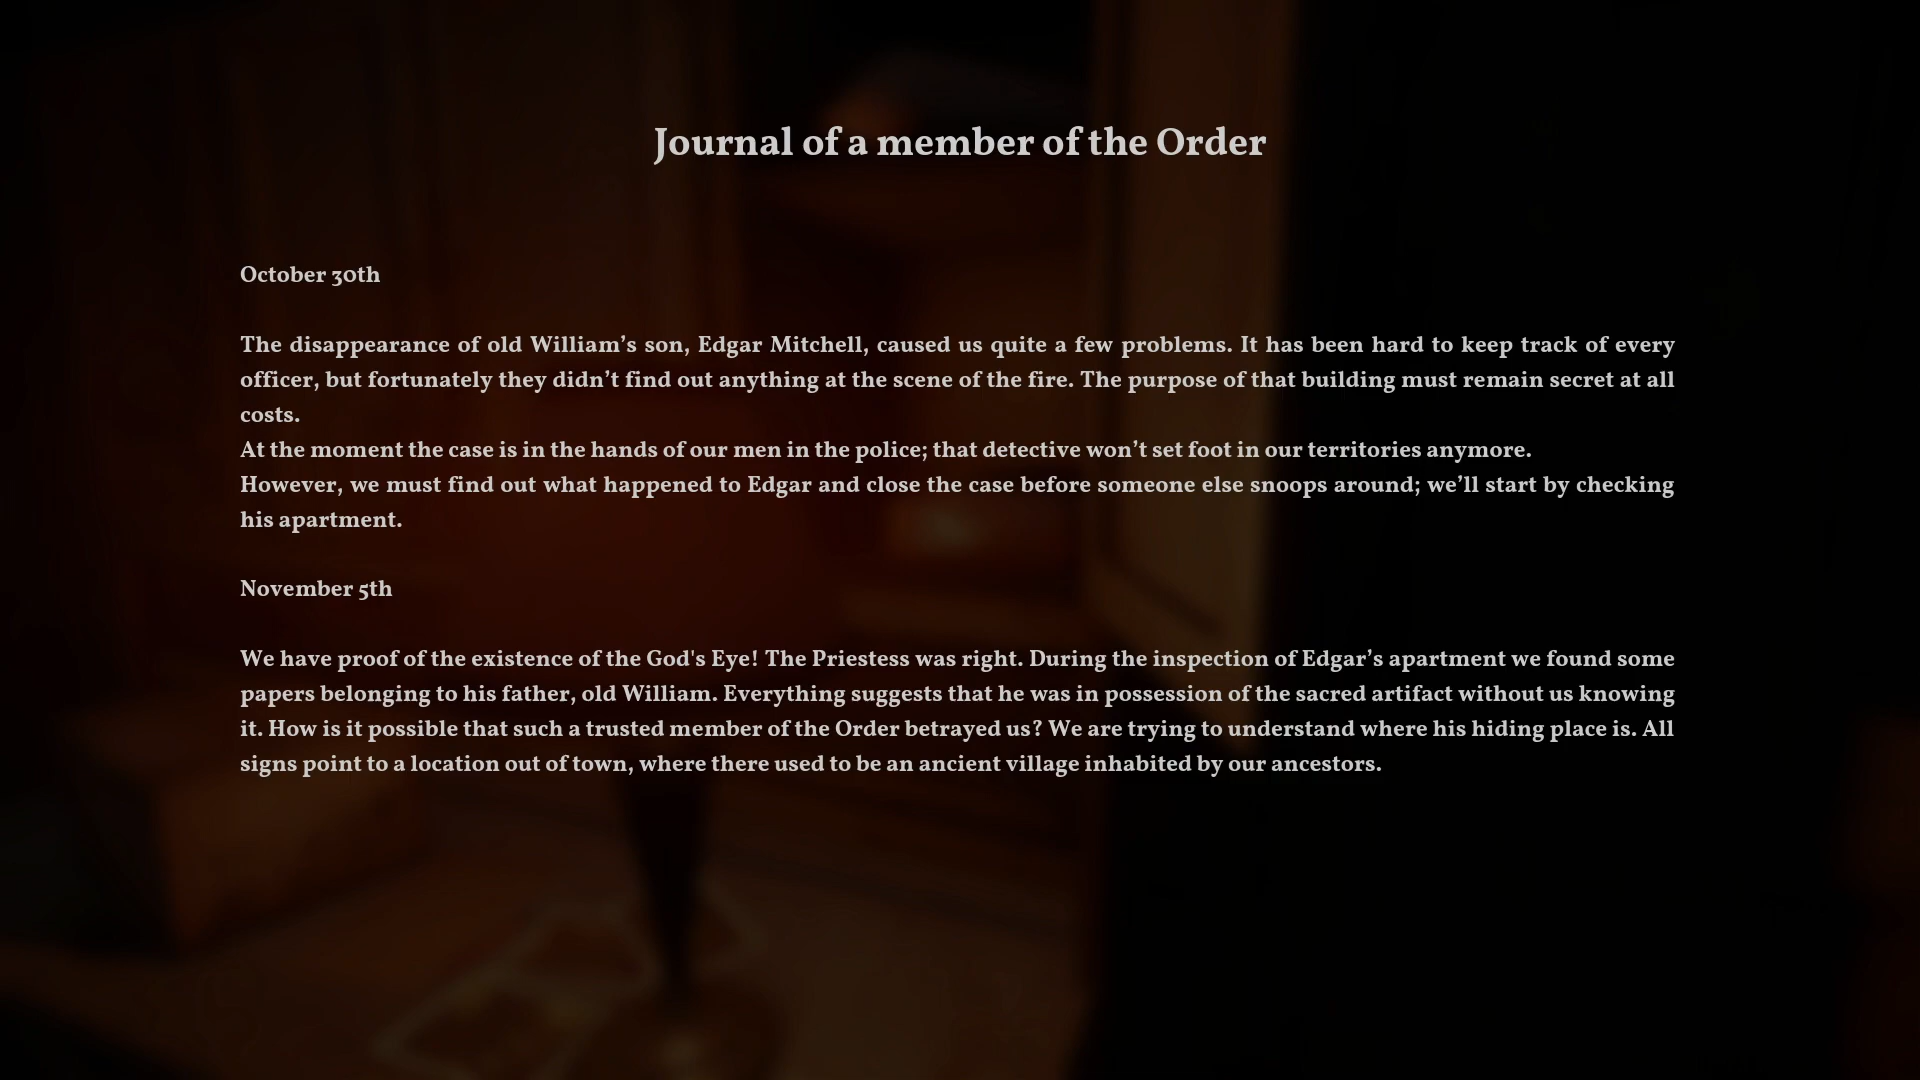 Journal of a member of the Order
October 30th
The disappearance of old William’s son, Edgar Mitchell, caused us quite a few problems. It has been hard to keep track of every
officer, but fortunately they didn’t find out anything at the scene of the fire. The purpose of that building must remain secret at all
costs.
At the moment the case is in the hands of our men in the police; that detective won’t set foot in our territories anymore.
However, we must find out what happened to Edgar and close the case before someone else snoops around; we’ll start by checking
his apartment.
November 5th
We have proof of the existence of the God's Eye! The Priestess was right. During the inspection of Edgar’s apartment we found some
papers belonging to his father, old William. Everything suggests that he was in possession of the sacred artifact without us knowing
it. How is it possible that such a trusted member of the Order betrayed us? We are trying to understand where his hiding place is. All
signs point to a location out of town, where there used to be an ancient village inhabited by our ancestors.